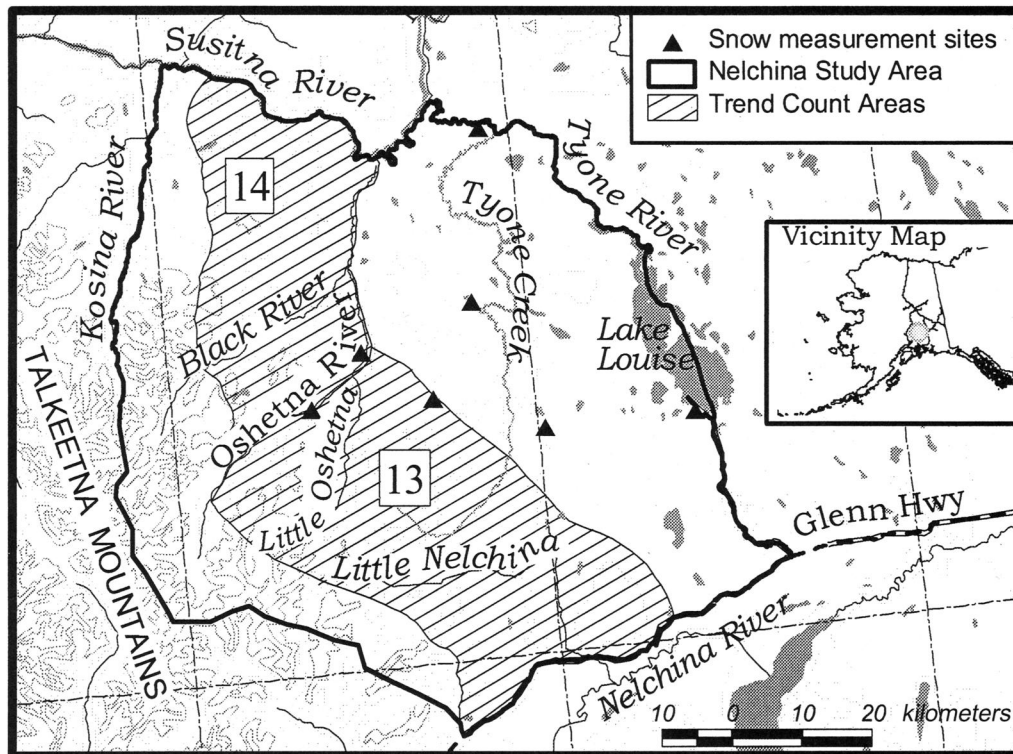 Snow measurement sites
Nelchina Study Area
Trend Count Areas
Susitna River
Kosina River
14
Tyone River
Tyone Creek
Vicinity Map
Black River
Lake
Louise
Oshetna River
Little Oshetna
13
TALKEETNA MOUNTAINS
Glenn Hwy
Little Nelchina
Nelchina River
10 0 10 20 kilometers